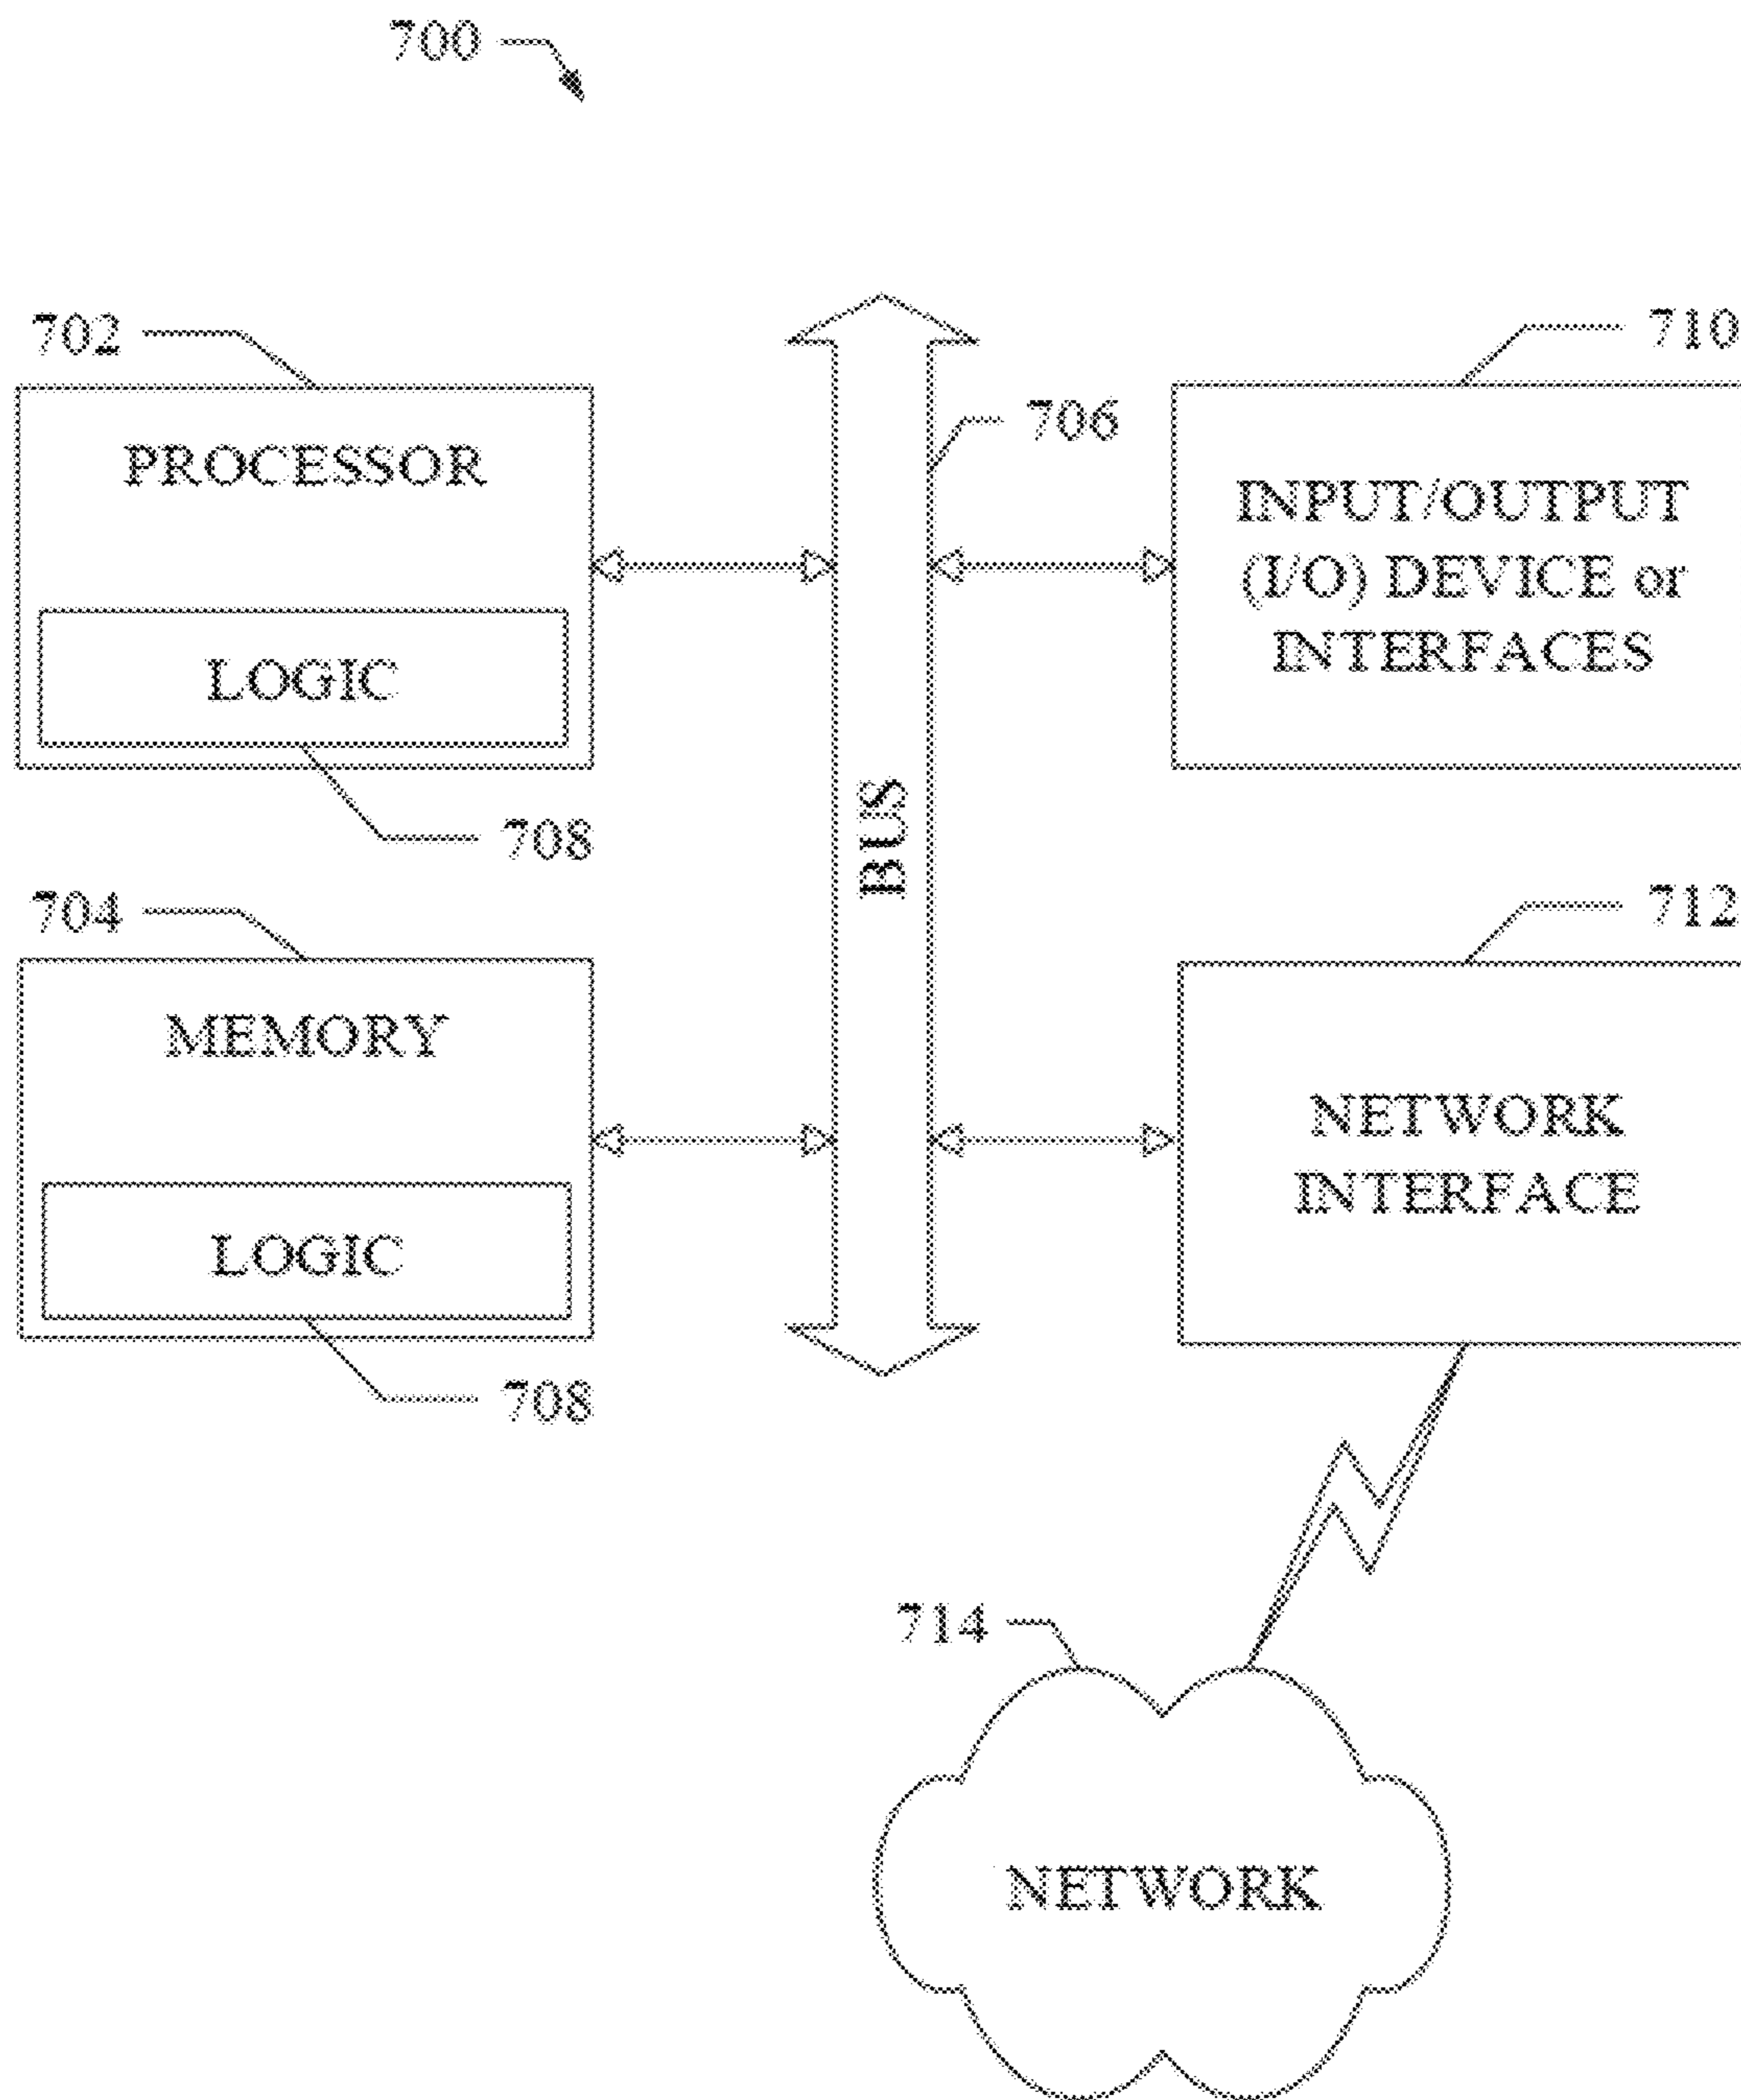 700
702
PROCESSOR
LOGIC
708
704
MEMORY
LOGIC
708
706
BUS
710
INPUT/OUTPUT
(I/O) DEVICE or
INTERFACES
712
NETWORK
INTERFACE
714
NETWORK